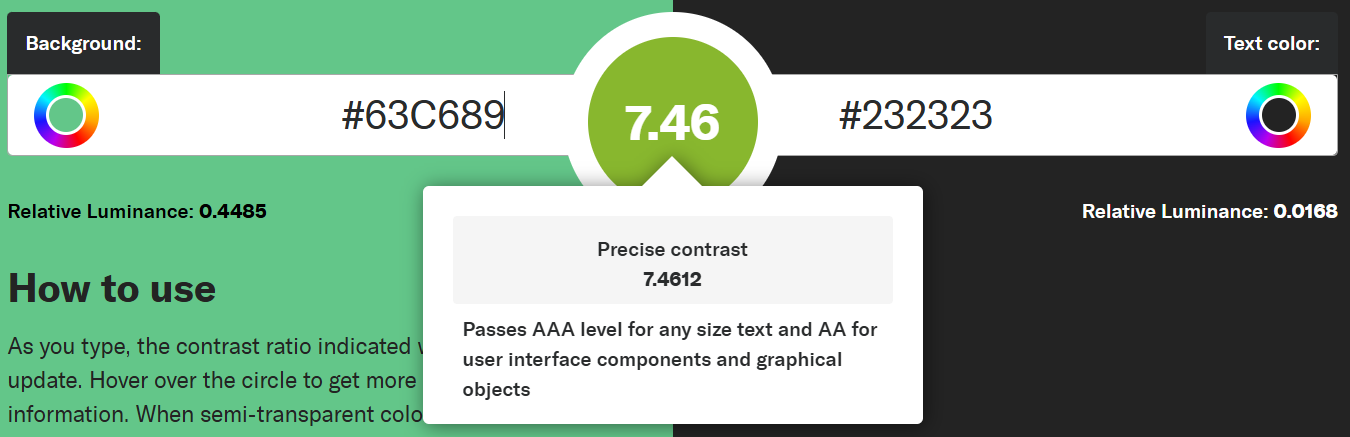 Background:
Text color:
#63C689
7.46
#232323
Relative Luminance: 0.4485
Relative Luminance: 0.0168
Precise contrast
7.4612
Passes AAA level for any size text and AA for
user interface components and graphical
objects
How to use
As you type, the contrast ratio indicated
update. Hover over the circle to get more
information. When semi-transparent colo